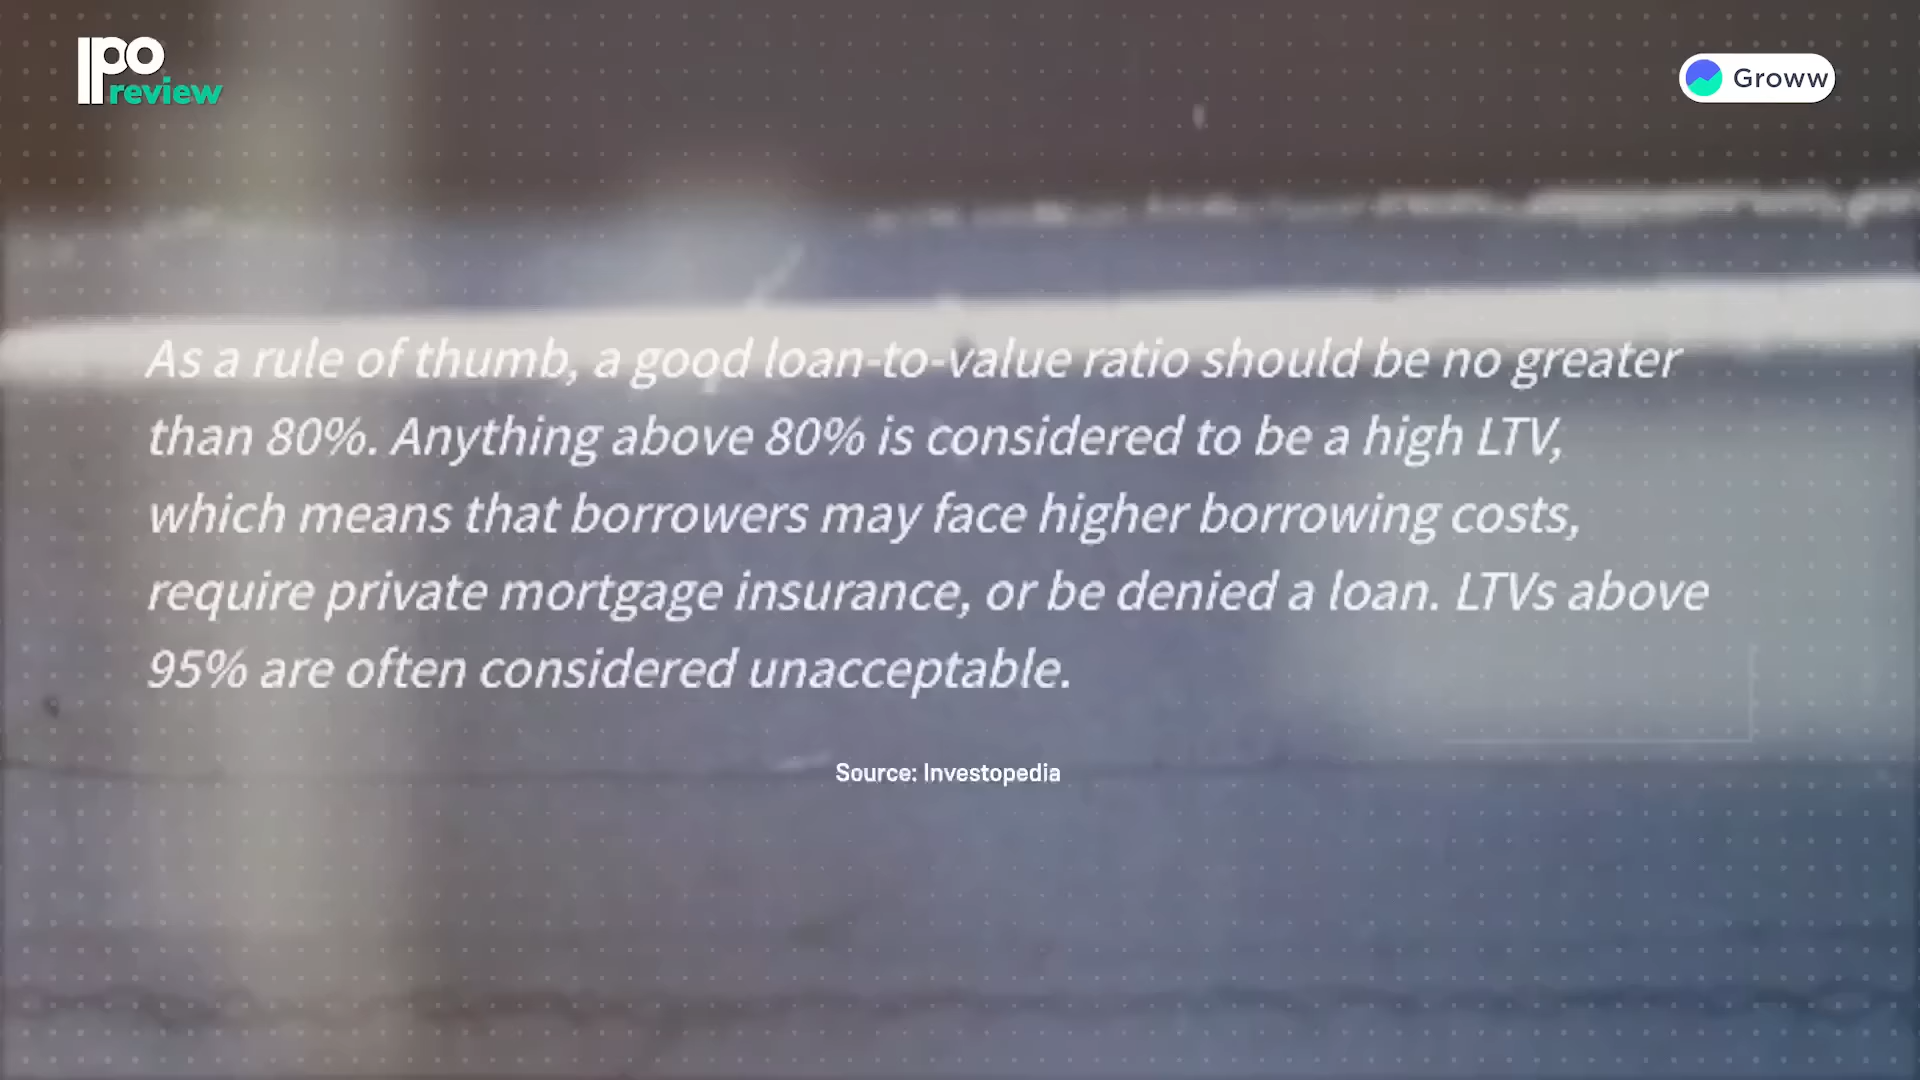 IPO
review
Groww
As a rule of thumb, a good loan-to-value ratio should be no greater
than 80%. Anything above 80% is considered to be a high LTV,
which means that borrowers may face higher borrowing costs,
require private mortgage insurance, or be denied a loan. LTVs above
95% are often considered unacceptable.
Source: Investopedia